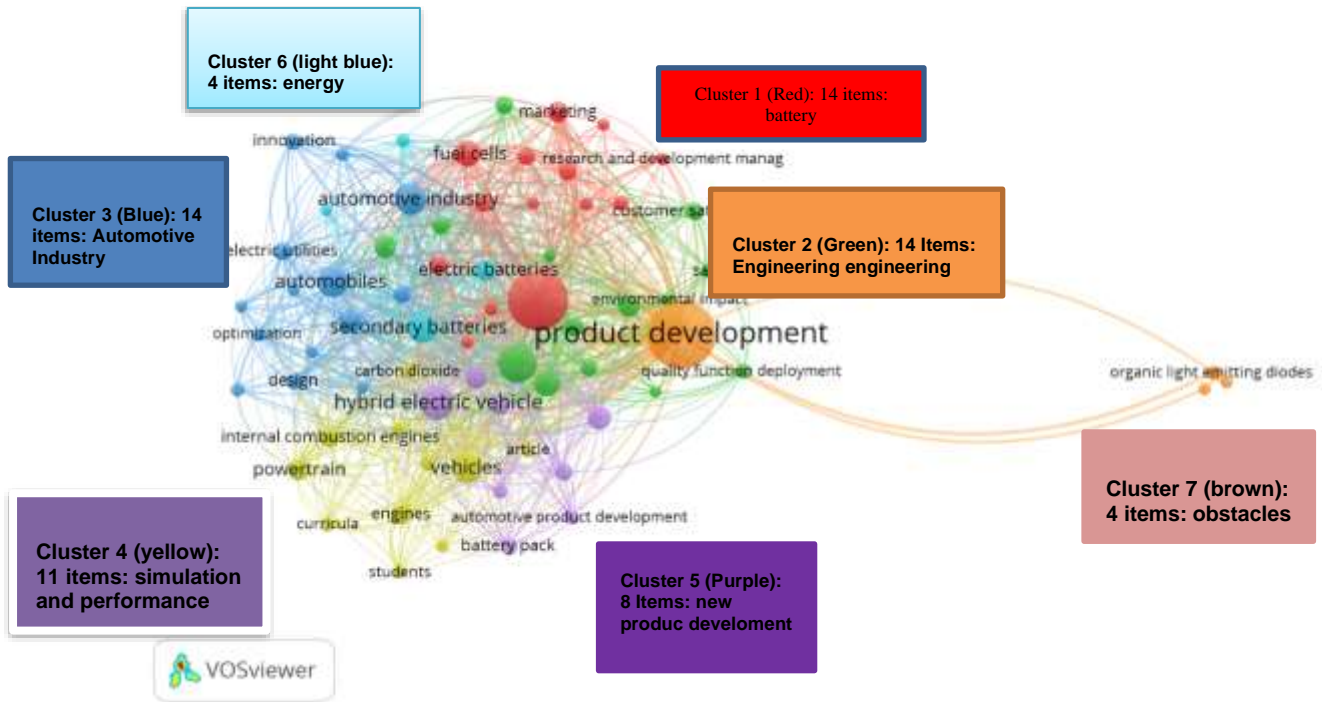 Cluster 6 (light blue):
4 items: energy
Cluster 1 (Red): 14 items:
battery
marketing
innovation
fuel cells
research and development manag
Cluster 3 (Blue): 14
items: Automotive
Industry
automotive industry
customer sa
Cluster 2 (Green): 14 Items:
Engineering engineering
electric utilities
electric batteries
sa
automobiles
environmental impact
optimization
secondary batteries
product development
carbon dioxide
quality function deployment
organic light emitting diodes
design
hybrid electric vehicle
internal combustion engines
article
powertrain
vehicles
Cluster 7 (brown):
4 items: obstacles
curricula
engines
automotive product development
battery pack
Cluster 4 (yellow):
11 items: simulation
and performance
students
Cluster 5 (Purple):
8 Items: new
produc develoment
VOSviewer